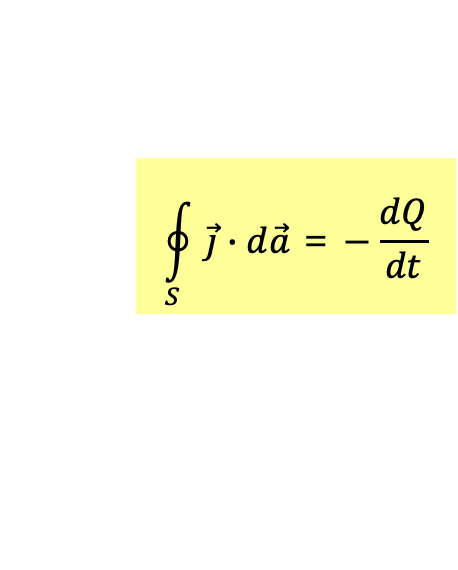 ∮_S j⃗ · da⃗ = − dQ/dt